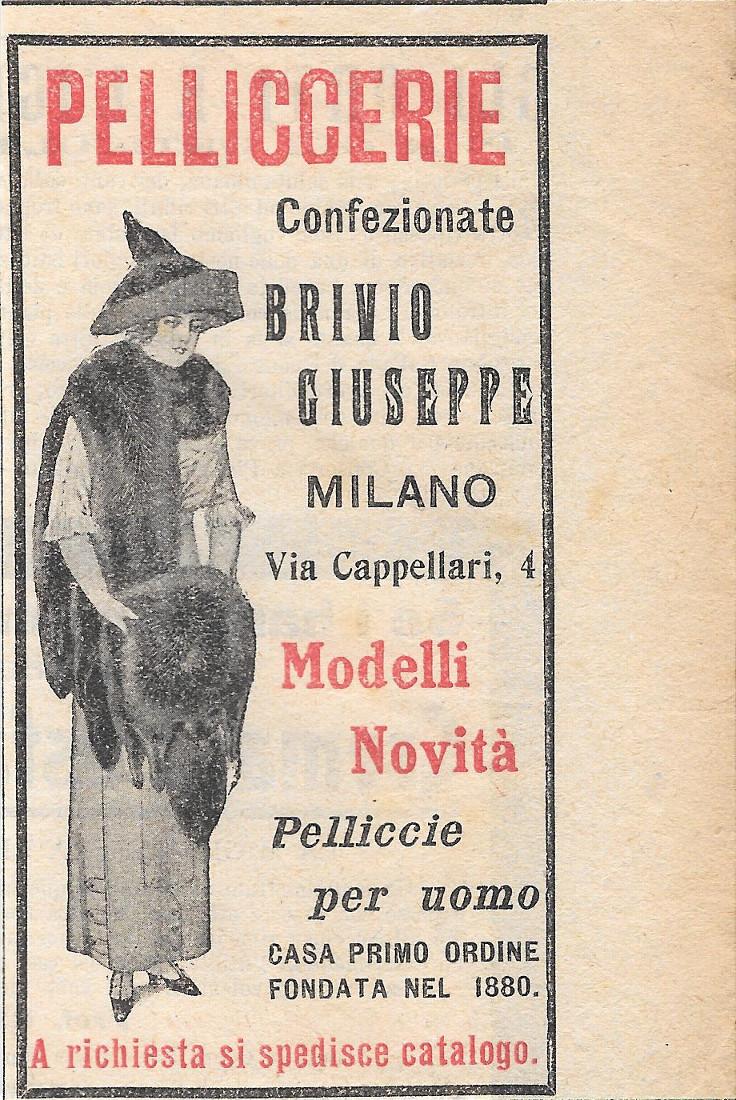 PELLICCERIE
Confezionate
BRIVIO
GIUSEPPE
MILANO
Via Cappellari, 4
Modelli
Novità
Pelliccie
per uomo
CASA PRIMO ORDINE
FONDATA NEL 1880.
A richiesta si spedisce catalogo.